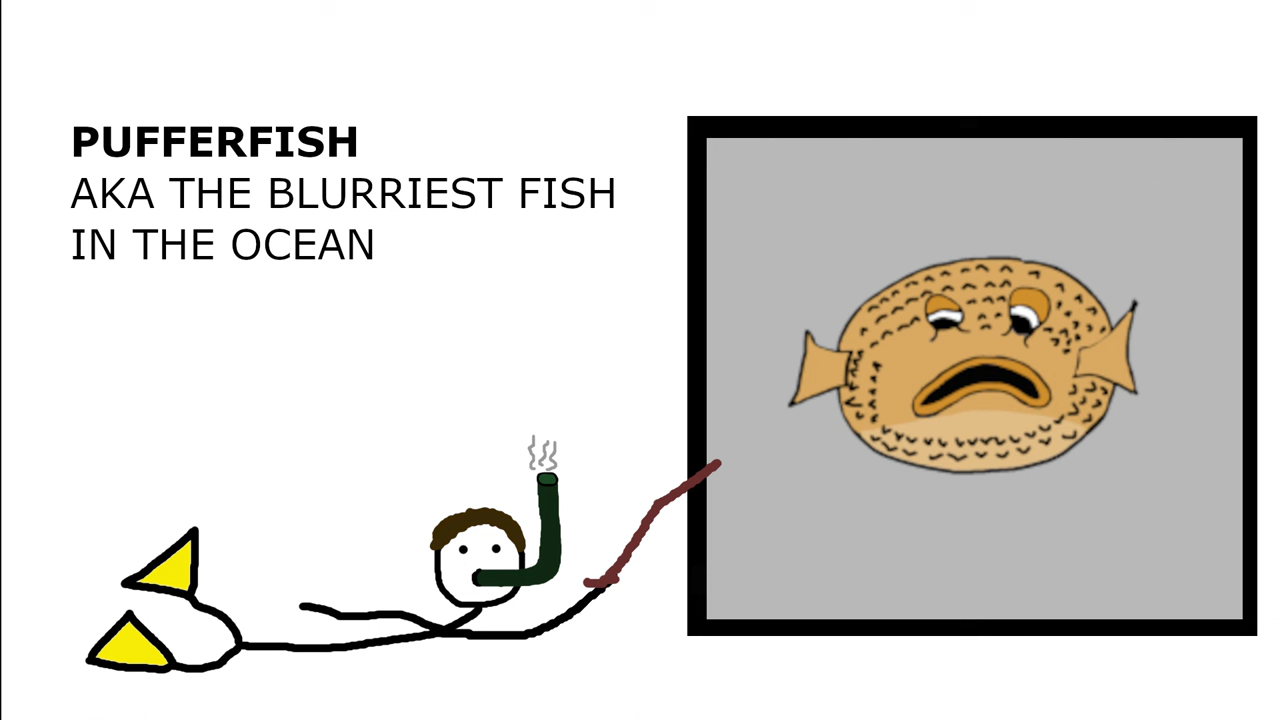 PUFFERFISH
AKA THE BLURRIEST FISH
IN THE OCEAN